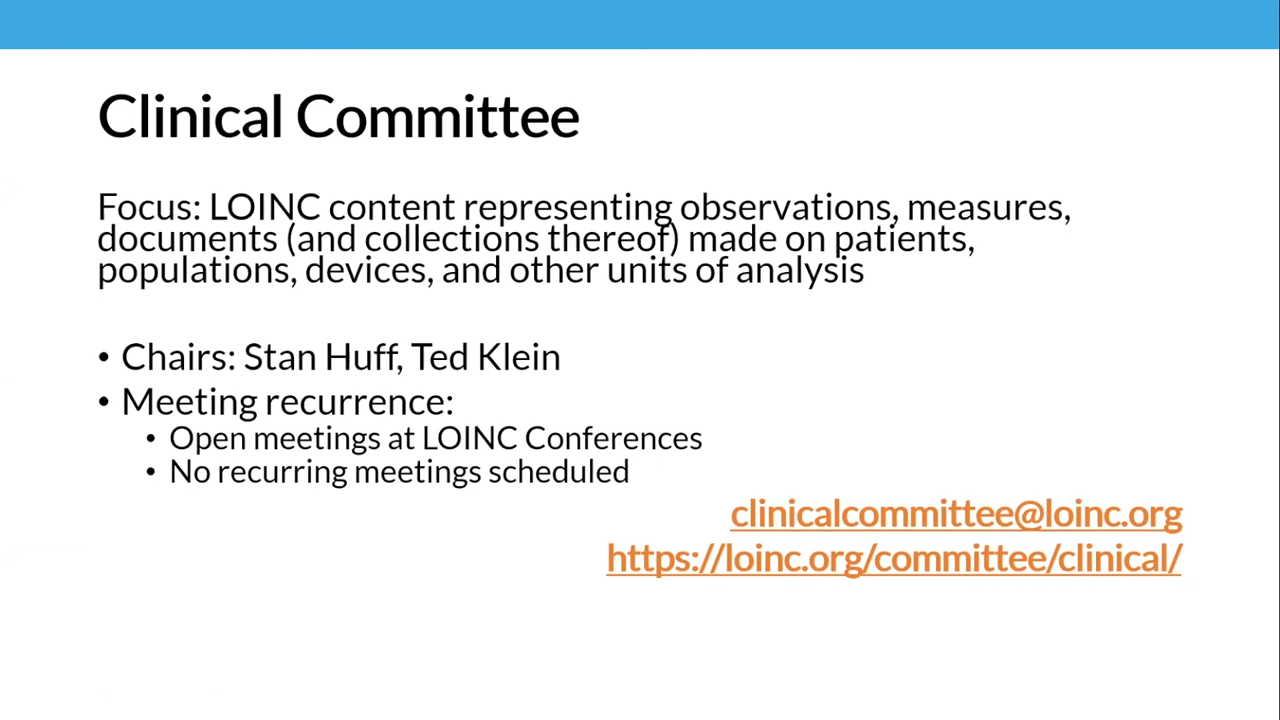 Clinical Committee
Focus: LOINC content representing observations, measures,
documents (and collections thereof) made on patients,
populations, devices, and other units of analysis
• Chairs: Stan Huff, Ted Klein
• Meeting recurrence:
• Open meetings at LOINC Conferences
• No recurring meetings scheduled
clinicalcommittee@loinc.org
https://loinc.org/committee/clinical/